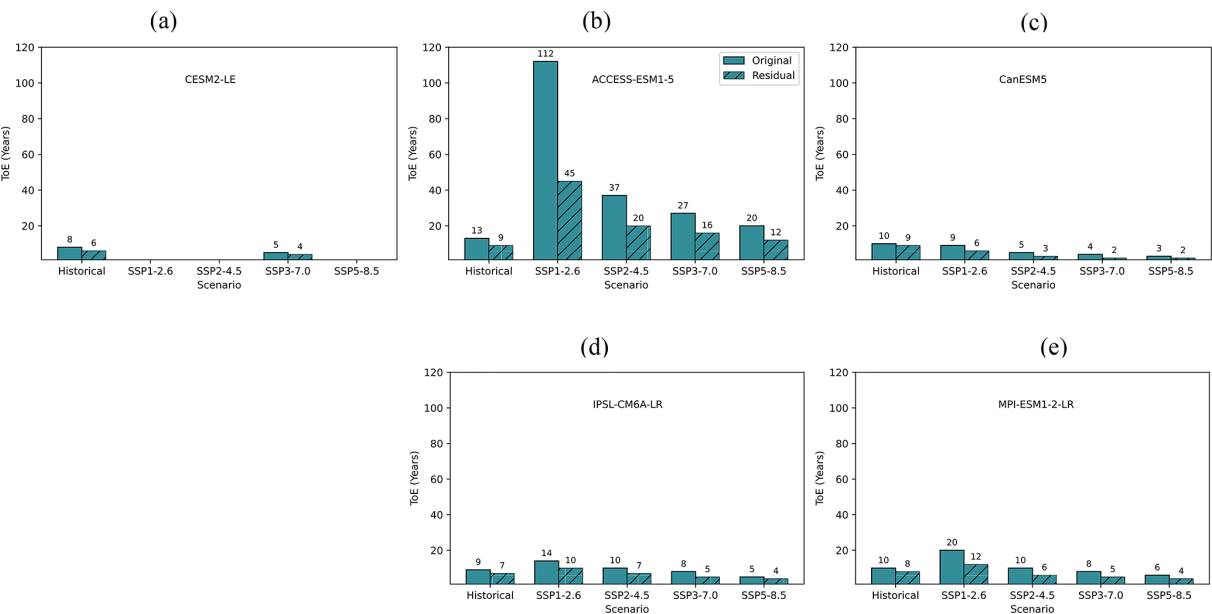 (a)
(b)
(c)
120
100
80
60
40
20
ToE (Years)
CESM2-LE
8
6
5
4
Historical
SSP1-2.6
SSP2-4.5
SSP3-7.0
SSP5-8.5
Scenario
120
100
80
60
40
20
ToE (Years)
ACCESS-ESM1-5
Original
Residual
13
9
112
45
37
20
27
16
20
12
Historical
SSP1-2.6
SSP2-4.5
SSP3-7.0
SSP5-8.5
Scenario
120
100
80
60
40
20
ToE (Years)
CanESM5
10
9
9
6
5
3
4
2
3
2
Historical
SSP1-2.6
SSP2-4.5
SSP3-7.0
SSP5-8.5
Scenario
(d)
(e)
120
100
80
60
40
20
ToE (Years)
IPSL-CM6A-LR
9
7
14
10
10
7
8
5
5
4
Historical
SSP1-2.6
SSP2-4.5
SSP3-7.0
SSP5-8.5
Scenario
120
100
80
60
40
20
ToE (Years)
MPI-ESM1-2-LR
10
8
20
12
10
6
8
5
6
4
Historical
SSP1-2.6
SSP2-4.5
SSP3-7.0
SSP5-8.5
Scenario